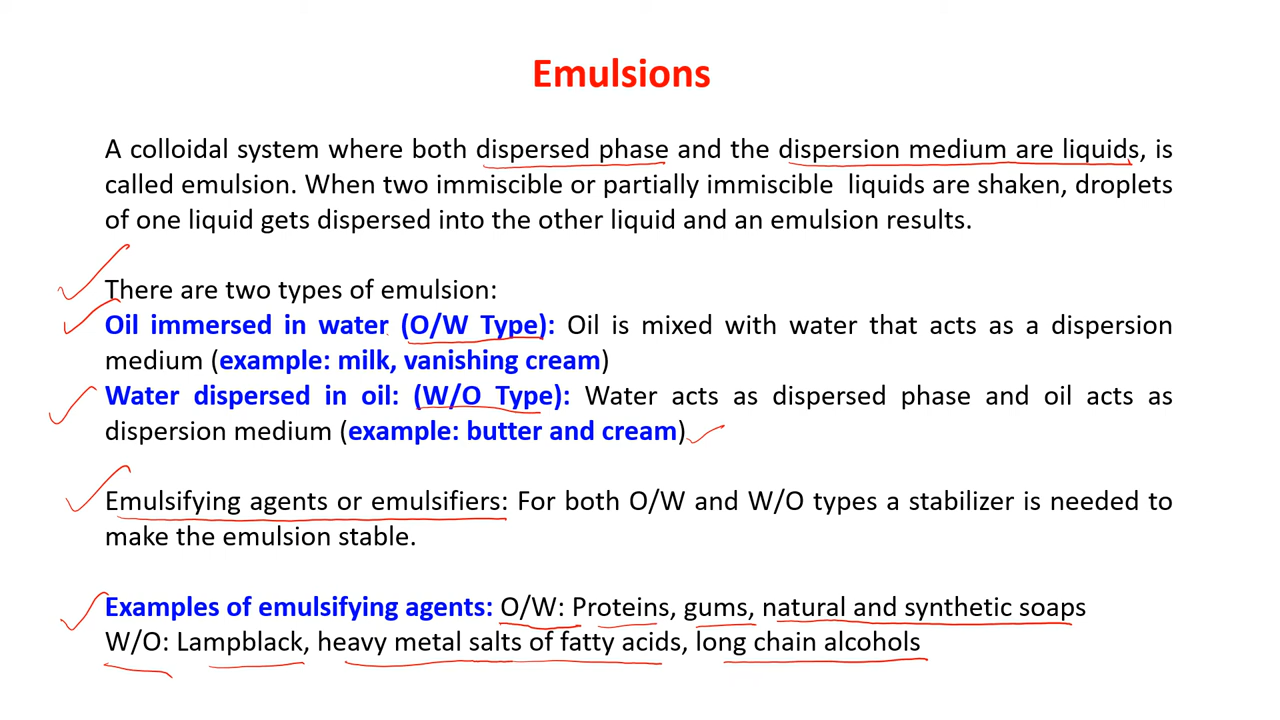 Emulsions
A colloidal system where both dispersed phase and the dispersion medium are liquids, is
called emulsion. When two immiscible or partially immiscible liquids are shaken, droplets
of one liquid gets dispersed into the other liquid and an emulsion results.
There are two types of emulsion:
Oil immersed in water (O/W Type): Oil is mixed with water that acts as a dispersion
medium (example: milk, vanishing cream)
Water dispersed in oil: (W/O Type): Water acts as dispersed phase and oil acts as
dispersion medium (example: butter and cream)
Emulsifying agents or emulsifiers: For both O/W and W/O types a stabilizer is needed to
make the emulsion stable.
Examples of emulsifying agents: O/W: Proteins, gums, natural and synthetic soaps
W/O: Lampblack, heavy metal salts of fatty acids, long chain alcohols